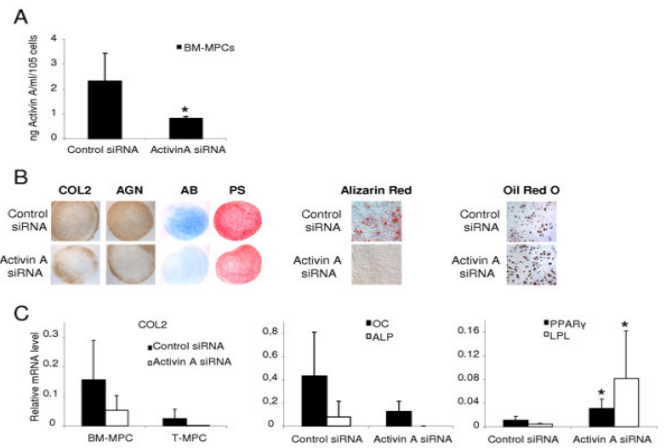 A
ng Activin A/ml/105 cells
4
3
2
1
0
BM-MPCs
*
Control siRNA
ActivinA siRNA
B
COL2 AGN AB PS
Control siRNA
Activin A siRNA
Alizarin Red
Control siRNA
Activin A siRNA
Oil Red O
Control siRNA
Activin A siRNA
C
Relative mRNA level
COL2
Control siRNA
Activin A siRNA
0.3
0.2
0.1
0
BM-MPC T-MPC
OC
ALP
0,8
0,6
0,4
0,2
0
Control siRNA Activin A siRNA
PPARγ
LPL
0.16
0.12
0.08
0.04
0.00
* *
Control siRNA Activin A siRNA